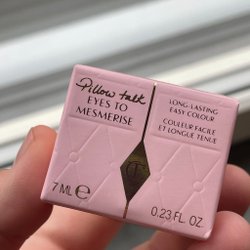 Pillow talk
EYES TO
MESMERISE
7 ML ℮
LONG-LASTING
EASY COLOUR
COULEUR FACILE
ET LONGUE TENUE
0.23 FL. OZ.